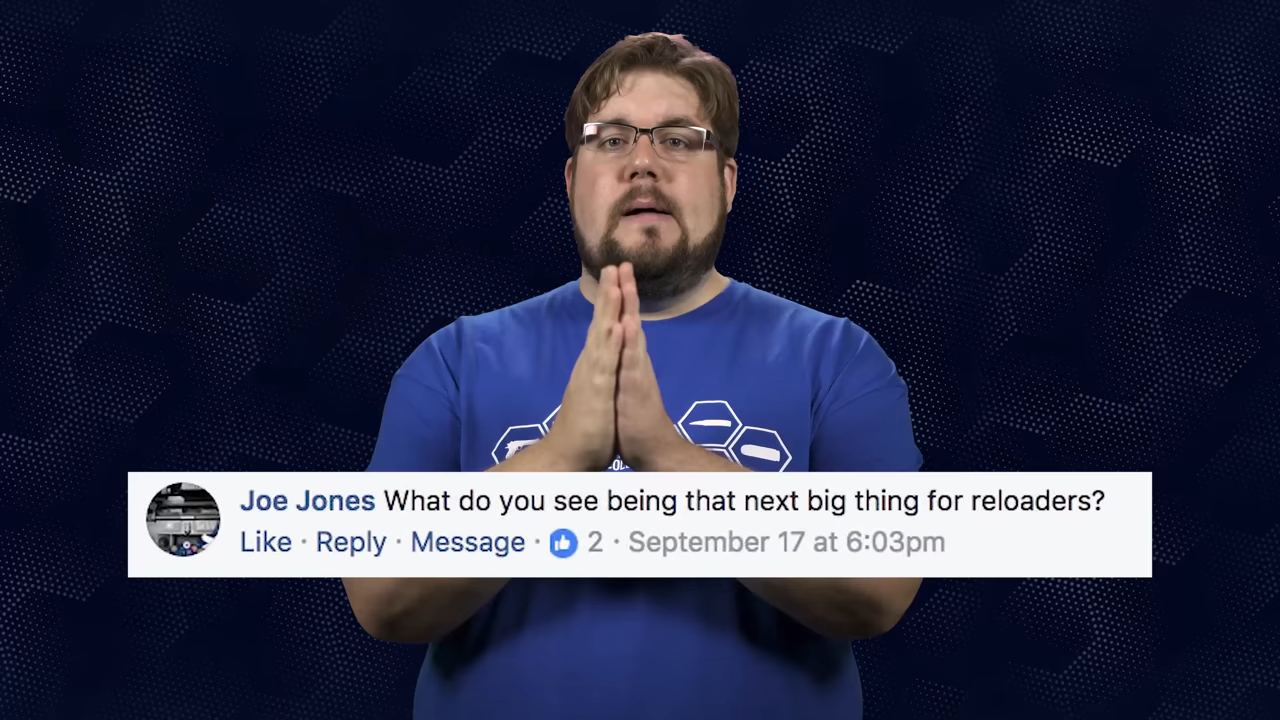 Joe Jones What do you see being that next big thing for reloaders?
Like · Reply · Message · 2 · September 17 at 6:03pm